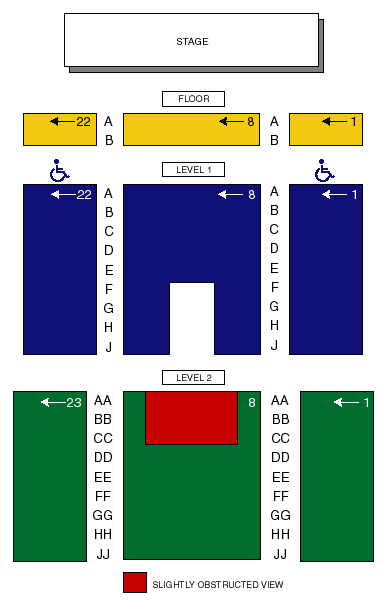 STAGE
FLOOR
22 A 8 A 1
B B
LEVEL 1
22 A 8 A 1
B B
C C
D D
E E
F F
G G
H H
J J
LEVEL 2
23 AA 8 AA 1
BB BB
CC CC
DD DD
EE EE
FF FF
GG GG
HH HH
JJ JJ
SLIGHTLY OBSTRUCTED VIEW